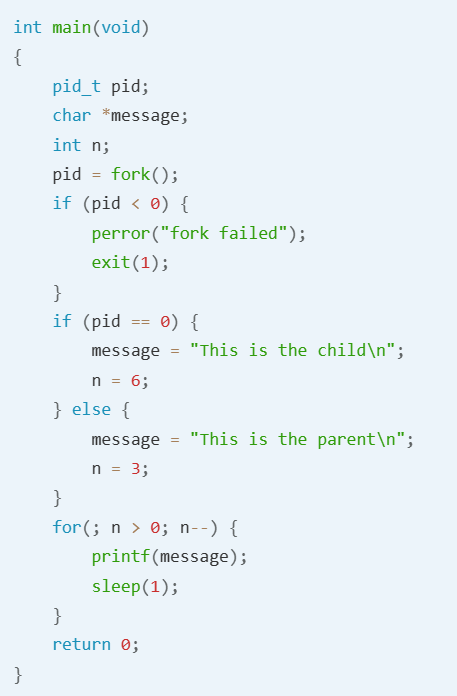 int main(void)
{
    pid_t pid;
    char *message;
    int n;
    pid = fork();
    if (pid < 0) {
        perror("fork failed");
        exit(1);
    }
    if (pid == 0) {
        message = "This is the child\n";
        n = 6;
    } else {
        message = "This is the parent\n";
        n = 3;
    }
    for(; n > 0; n--) {
        printf(message);
        sleep(1);
    }
    return 0;
}